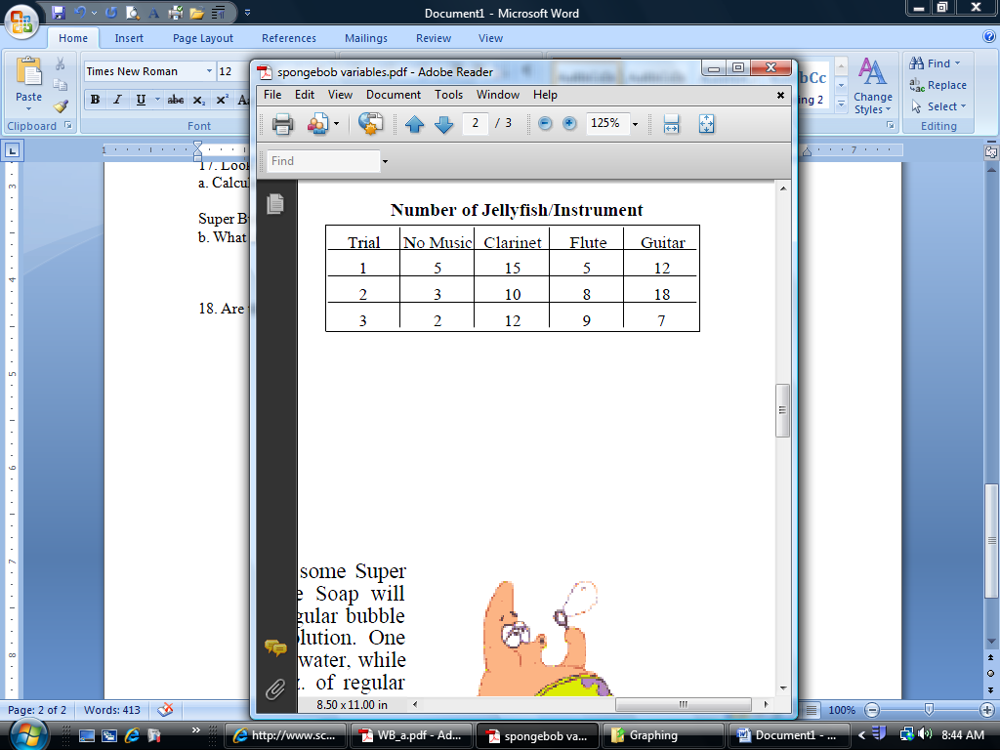 Document1 - Microsoft Word
Home Insert Page Layout References Mailings Review View
Paste
Clipboard
Times New Roman 12
B I U abc x₂ x² Aa
Font
Change
Styles
Find
Replace
Select
Editing
spongebob variables.pdf - Adobe Reader
File Edit View Document Tools Window Help
2 / 3 125%
Find
17. Look
a. Calcul
Super B
b. What
18. Are
Number of Jellyfish/Instrument
Trial No Music Clarinet Flute Guitar
1 5 15 5 12
2 3 10 8 18
3 2 12 9 7
some Super
e Soap will
gular bubble
lution. One
water, while
z. of regular
8.50 x 11.00 in
Page: 2 of 2 Words: 413 100%
http://www.sc... WB_a.pdf - Ad... spongebob va... Graphing Document1 - ... 8:44 AM